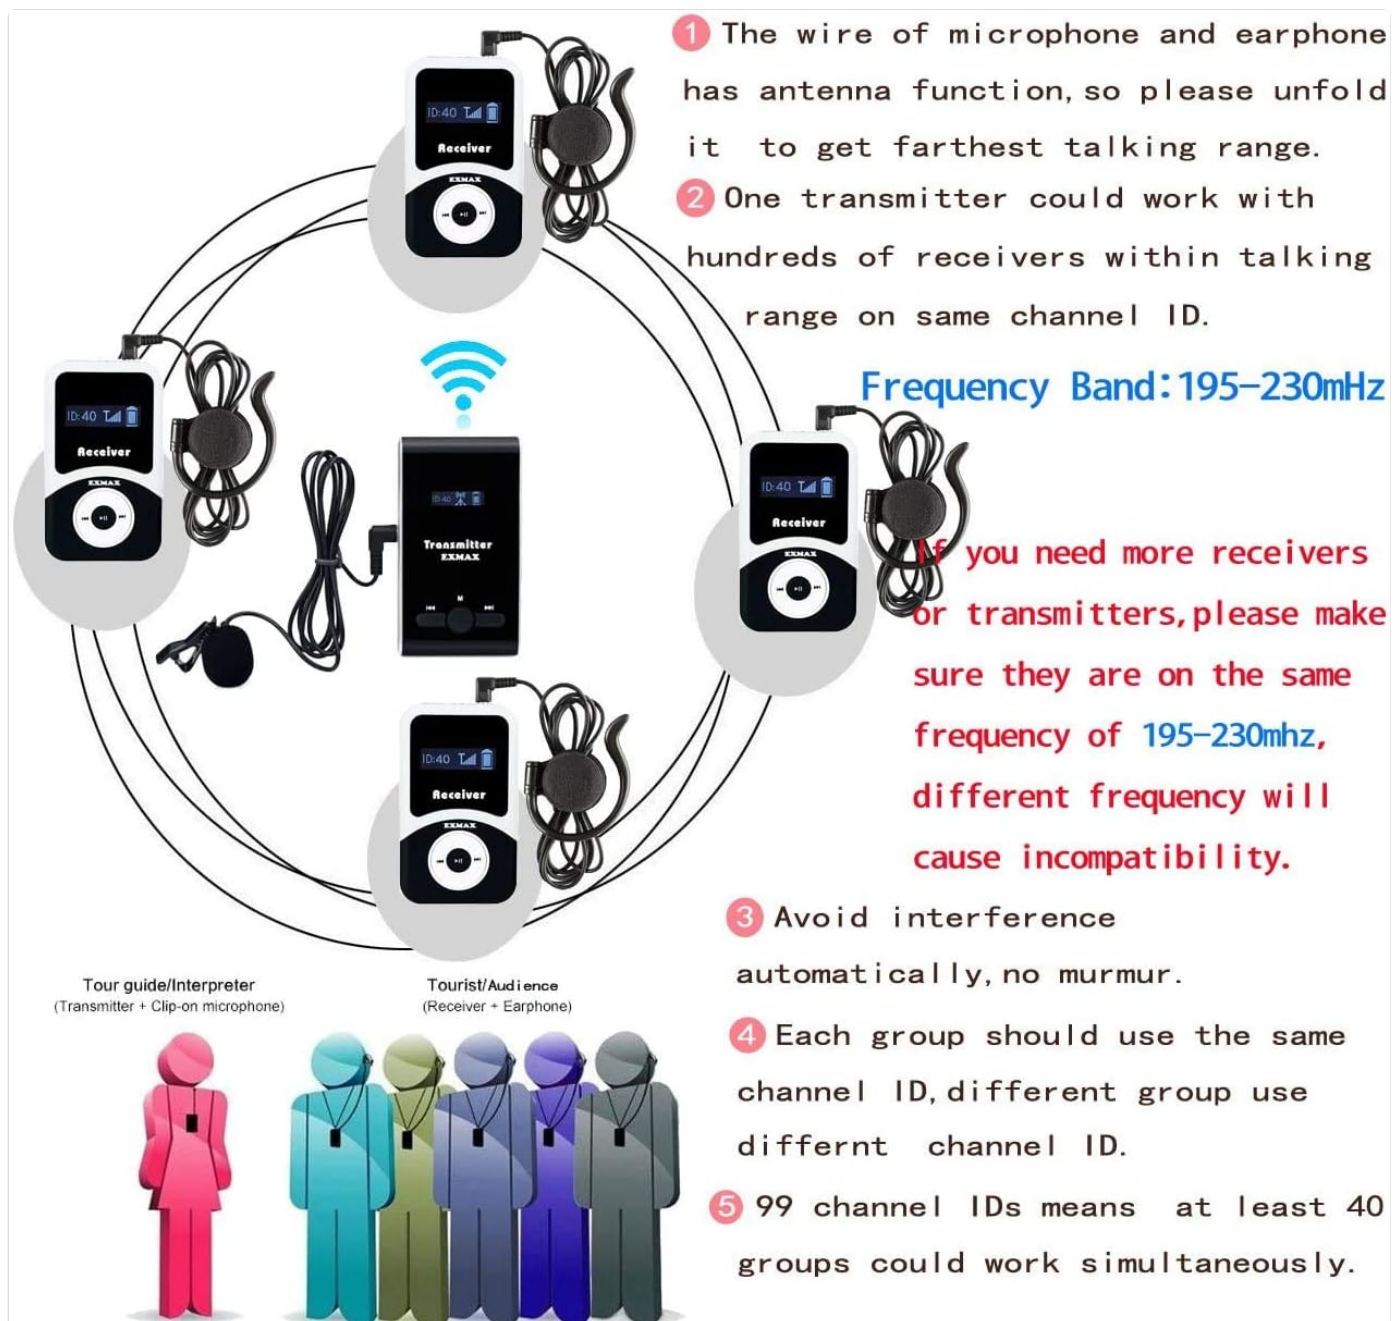 1 The wire of microphone and earphone
has antenna function, so please unfold
it to get farthest talking range.
2 One transmitter could work with
hundreds of receivers within talking
range on same channel ID.
Frequency Band:195-230mHz
If you need more receivers
or transmitters,please make
sure they are on the same
frequency of 195-230mhz,
different frequency will
cause incompatibility.
3 Avoid interference
automatically,no murmur.
4 Each group should use the same
channel ID,different group use
differnt channel ID.
5 99 channel IDs means at least 40
groups could work simultaneously.
ID:40
Receiver
EXMAX
ID:40
Receiver
EXMAX
ID:40
Transmitter
EXMAX
M
ID:40
Receiver
EXMAX
ID:40
Receiver
EXMAX
Tour guide/Interpreter
(Transmitter + Clip-on microphone)
Tourist/Audience
(Receiver + Earphone)